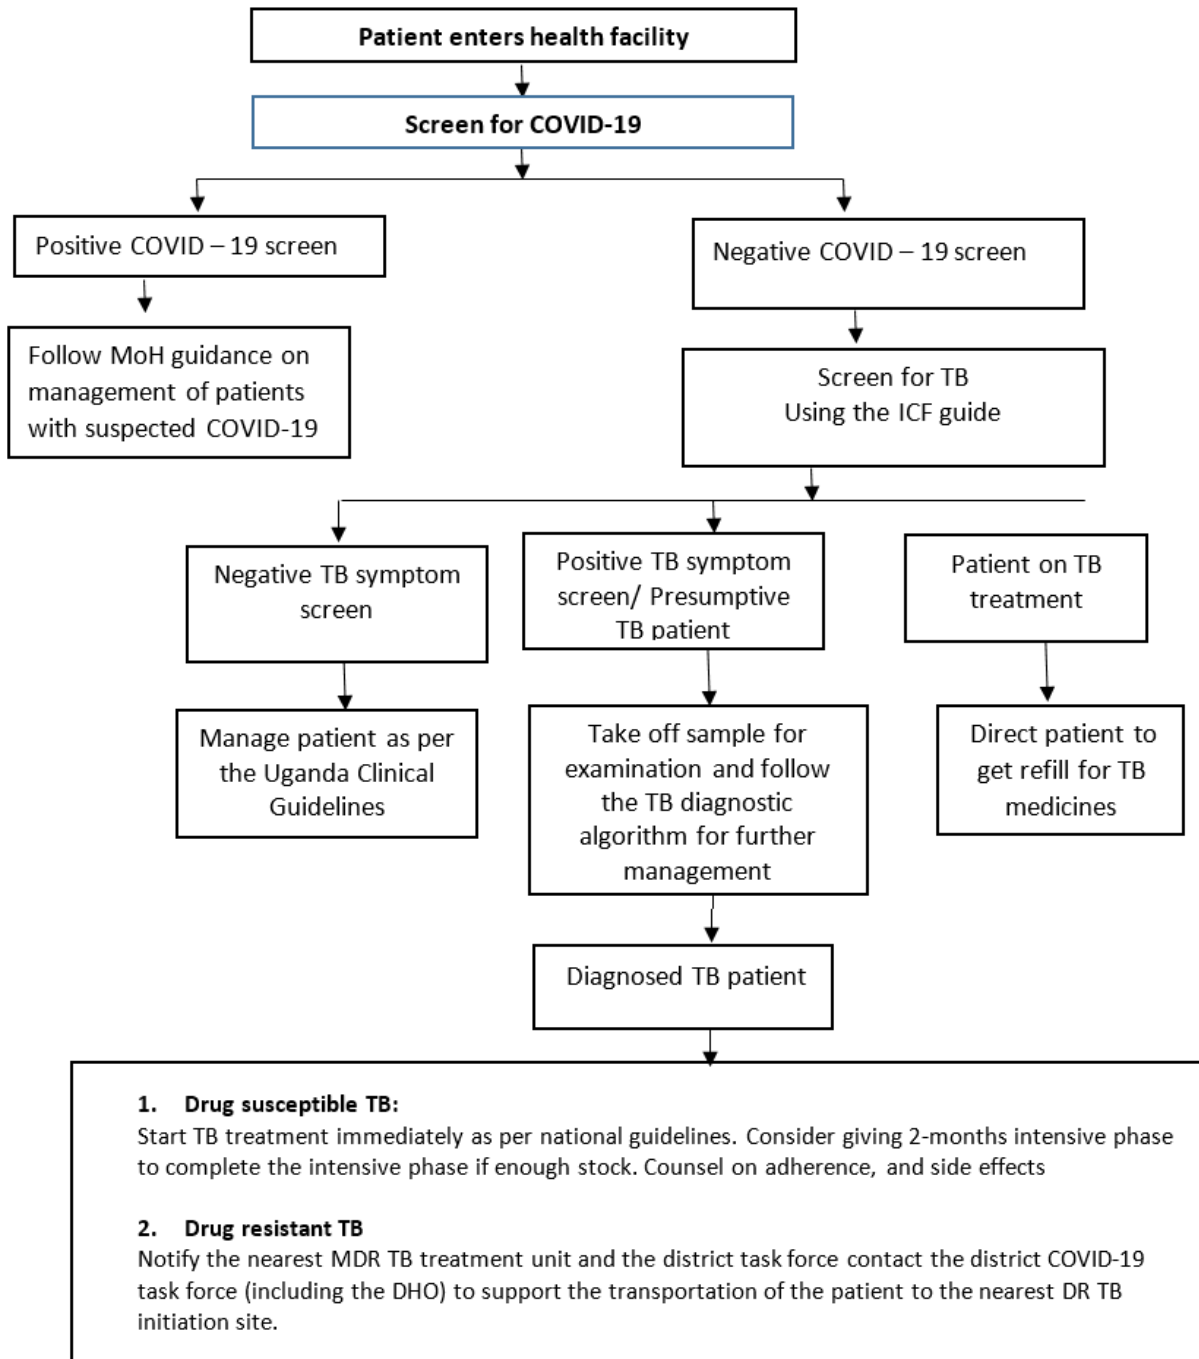 Patient enters health facility
Screen for COVID-19
Positive COVID – 19 screen
Negative COVID – 19 screen
Follow MoH guidance on
management of patients
with suspected COVID-19
Screen for TB
Using the ICF guide
Negative TB symptom
screen
Positive TB symptom
screen/ Presumptive
TB patient
Patient on TB
treatment
Manage patient as per
the Uganda Clinical
Guidelines
Take off sample for
examination and follow
the TB diagnostic
algorithm for further
management
Direct patient to
get refill for TB
medicines
Diagnosed TB patient
1. Drug susceptible TB:
Start TB treatment immediately as per national guidelines. Consider giving 2-months intensive phase
to complete the intensive phase if enough stock. Counsel on adherence, and side effects
2. Drug resistant TB
Notify the nearest MDR TB treatment unit and the district task force contact the district COVID-19
task force (including the DHO) to support the transportation of the patient to the nearest DR TB
initiation site.